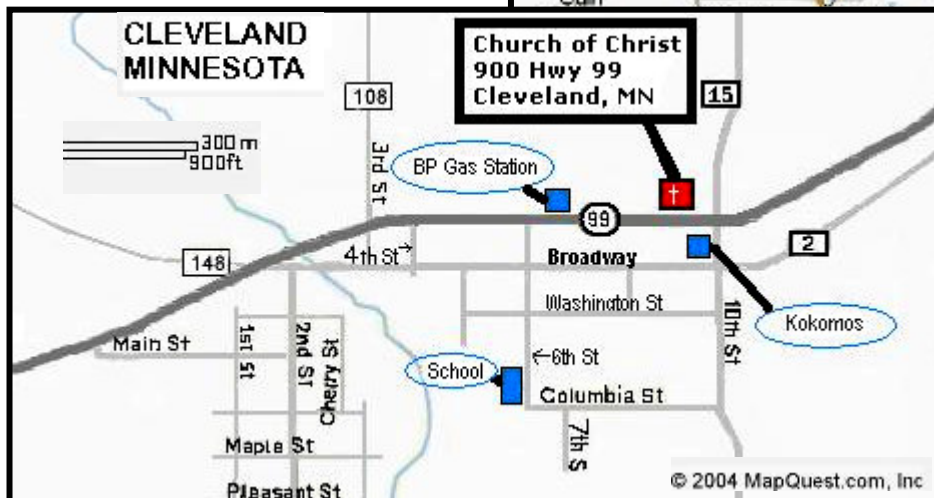 CLEVELAND
MINNESOTA
Church of Christ
900 Hwy 99
Cleveland, MN
108
15
300 m
900ft
3rd St
BP Gas Station
99
2
148
4th St
Broadway
Washington St
10th St
Kokomos
Main St
1st St
2nd St
Cherry St
School
6th St
Columbia St
7th S
Maple St
Pleasant St
© 2004 MapQuest.com, Inc